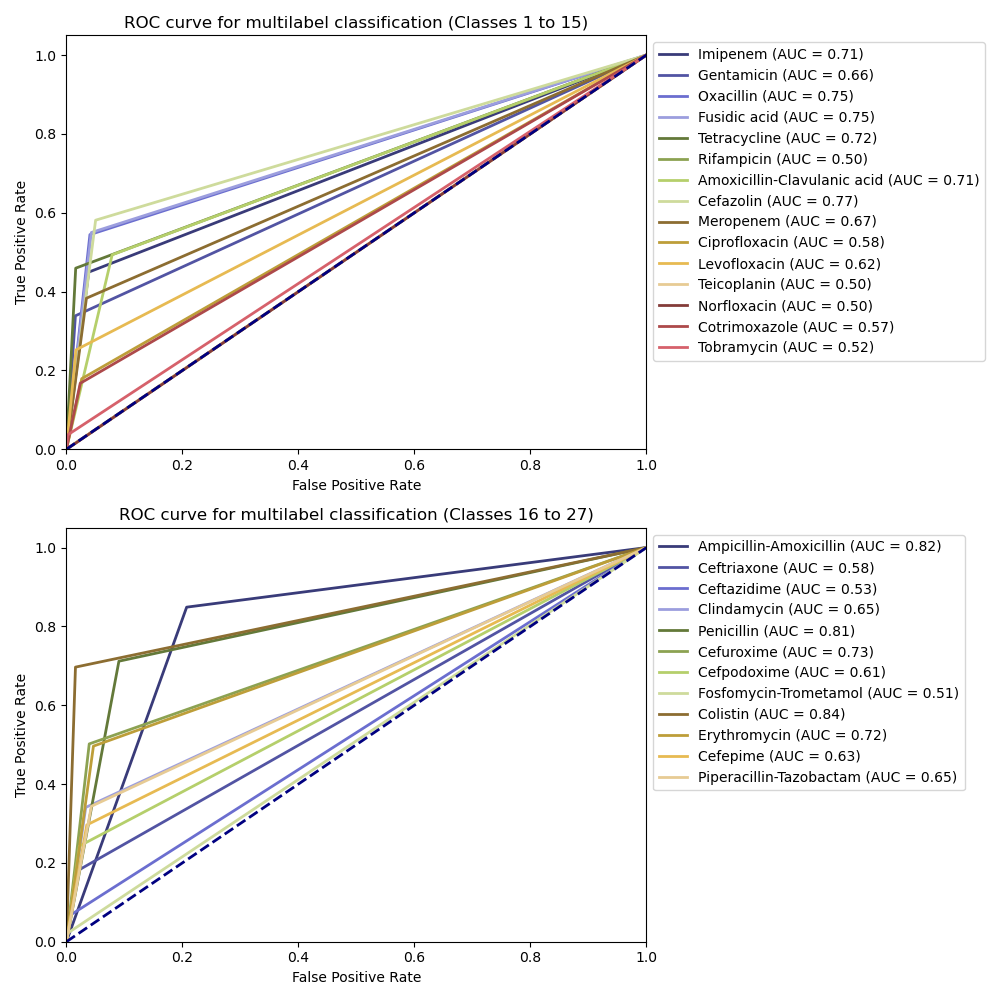 ROC curve for multilabel classification (Classes 1 to 15)
1.0
0.8
0.6
0.4
0.2
0.0
True Positive Rate
0.0 0.2 0.4 0.6 0.8 1.0
False Positive Rate
Imipenem (AUC = 0.71)
Gentamicin (AUC = 0.66)
Oxacillin (AUC = 0.75)
Fusidic acid (AUC = 0.75)
Tetracycline (AUC = 0.72)
Rifampicin (AUC = 0.50)
Amoxicillin-Clavulanic acid (AUC = 0.71)
Cefazolin (AUC = 0.77)
Meropenem (AUC = 0.67)
Ciprofloxacin (AUC = 0.58)
Levofloxacin (AUC = 0.62)
Teicoplanin (AUC = 0.50)
Norfloxacin (AUC = 0.50)
Cotrimoxazole (AUC = 0.57)
Tobramycin (AUC = 0.52)
ROC curve for multilabel classification (Classes 16 to 27)
1.0
0.8
0.6
0.4
0.2
0.0
True Positive Rate
0.0 0.2 0.4 0.6 0.8 1.0
False Positive Rate
Ampicillin-Amoxicillin (AUC = 0.82)
Ceftriaxone (AUC = 0.58)
Ceftazidime (AUC = 0.53)
Clindamycin (AUC = 0.65)
Penicillin (AUC = 0.81)
Cefuroxime (AUC = 0.73)
Cefpodoxime (AUC = 0.61)
Fosfomycin-Trometamol (AUC = 0.51)
Colistin (AUC = 0.84)
Erythromycin (AUC = 0.72)
Cefepime (AUC = 0.63)
Piperacillin-Tazobactam (AUC = 0.65)